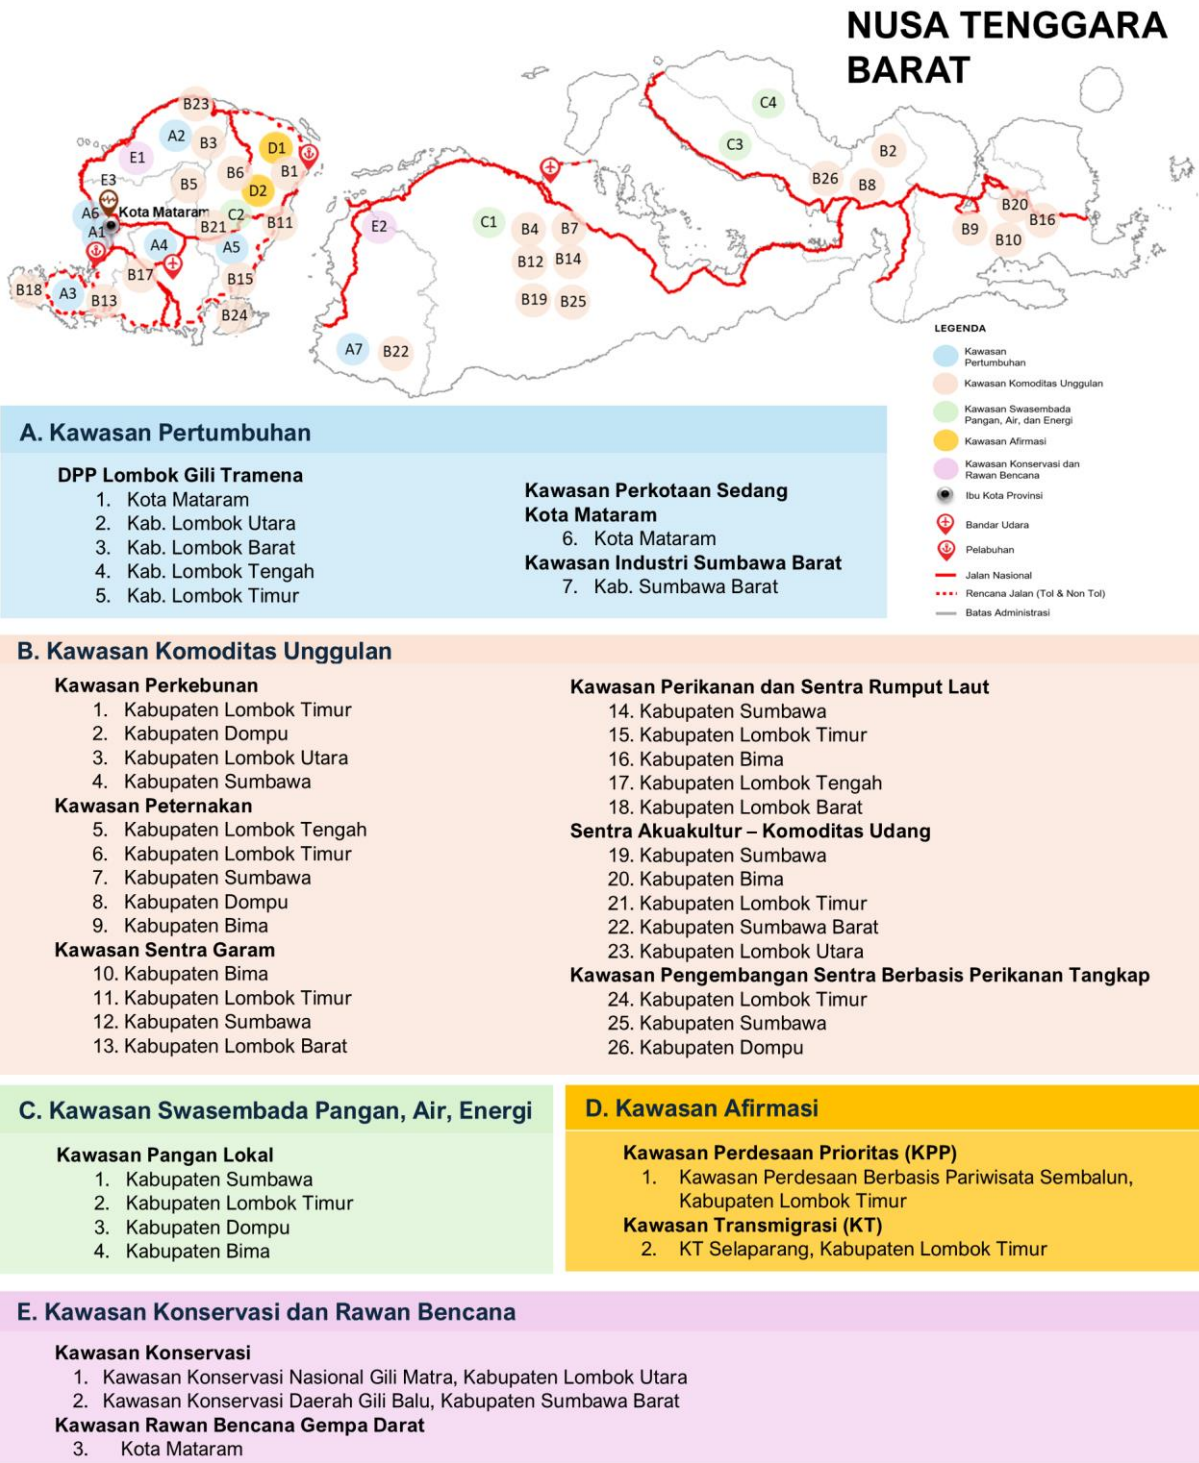 NUSA TENGGARA
BARAT
B23
A2
B3
E1
D1
B6
B1
E3
B5
D2
A6
Kota Mataram
C2
A1
B21
B11
A4
A5
B17
B15
B18
A3
B13
B24
E2
C1
B4
B7
B12
B14
B19
B25
A7
B22
C4
C3
B2
B26
B8
B20
B16
B9
B10
LEGENDA
Kawasan
Pertumbuhan
Kawasan Komoditas Unggulan
Kawasan Swasembada
Pangan, Air, dan Energi
Kawasan Afirmasi
Kawasan Konservasi dan
Rawan Bencana
Ibu Kota Provinsi
Bandar Udara
Pelabuhan
Jalan Nasional
Rencana Jalan (Tol & Non Tol)
Batas Administrasi
A. Kawasan Pertumbuhan
DPP Lombok Gili Tramena
1. Kota Mataram
2. Kab. Lombok Utara
3. Kab. Lombok Barat
4. Kab. Lombok Tengah
5. Kab. Lombok Timur
Kawasan Perkotaan Sedang
Kota Mataram
6. Kota Mataram
Kawasan Industri Sumbawa Barat
7. Kab. Sumbawa Barat
B. Kawasan Komoditas Unggulan
Kawasan Perkebunan
1. Kabupaten Lombok Timur
2. Kabupaten Dompu
3. Kabupaten Lombok Utara
4. Kabupaten Sumbawa
Kawasan Peternakan
5. Kabupaten Lombok Tengah
6. Kabupaten Lombok Timur
7. Kabupaten Sumbawa
8. Kabupaten Dompu
9. Kabupaten Bima
Kawasan Sentra Garam
10. Kabupaten Bima
11. Kabupaten Lombok Timur
12. Kabupaten Sumbawa
13. Kabupaten Lombok Barat
Kawasan Perikanan dan Sentra Rumput Laut
14. Kabupaten Sumbawa
15. Kabupaten Lombok Timur
16. Kabupaten Bima
17. Kabupaten Lombok Tengah
18. Kabupaten Lombok Barat
Sentra Akuakultur – Komoditas Udang
19. Kabupaten Sumbawa
20. Kabupaten Bima
21. Kabupaten Lombok Timur
22. Kabupaten Sumbawa Barat
23. Kabupaten Lombok Utara
Kawasan Pengembangan Sentra Berbasis Perikanan Tangkap
24. Kabupaten Lombok Timur
25. Kabupaten Sumbawa
26. Kabupaten Dompu
C. Kawasan Swasembada Pangan, Air, Energi
Kawasan Pangan Lokal
1. Kabupaten Sumbawa
2. Kabupaten Lombok Timur
3. Kabupaten Dompu
4. Kabupaten Bima
D. Kawasan Afirmasi
Kawasan Perdesaan Prioritas (KPP)
1. Kawasan Perdesaan Berbasis Pariwisata Sembalun,
Kabupaten Lombok Timur
Kawasan Transmigrasi (KT)
2. KT Selaparang, Kabupaten Lombok Timur
E. Kawasan Konservasi dan Rawan Bencana
Kawasan Konservasi
1. Kawasan Konservasi Nasional Gili Matra, Kabupaten Lombok Utara
2. Kawasan Konservasi Daerah Gili Balu, Kabupaten Sumbawa Barat
Kawasan Rawan Bencana Gempa Darat
3. Kota Mataram